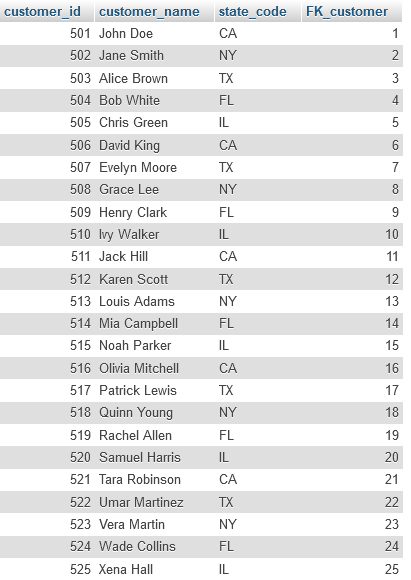 customer_id customer_name state_code FK_customer
501 John Doe CA 1
502 Jane Smith NY 2
503 Alice Brown TX 3
504 Bob White FL 4
505 Chris Green IL 5
506 David King CA 6
507 Evelyn Moore TX 7
508 Grace Lee NY 8
509 Henry Clark FL 9
510 Ivy Walker IL 10
511 Jack Hill CA 11
512 Karen Scott TX 12
513 Louis Adams NY 13
514 Mia Campbell FL 14
515 Noah Parker IL 15
516 Olivia Mitchell CA 16
517 Patrick Lewis TX 17
518 Quinn Young NY 18
519 Rachel Allen FL 19
520 Samuel Harris IL 20
521 Tara Robinson CA 21
522 Umar Martinez TX 22
523 Vera Martin NY 23
524 Wade Collins FL 24
525 Xena Hall IL 25